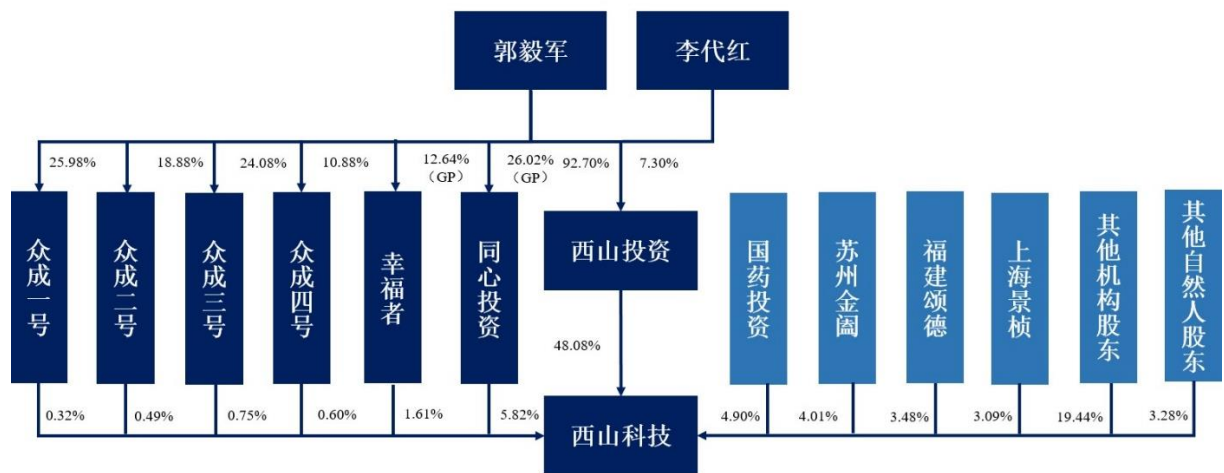 郭毅军
李代红
25.98%
18.88%
24.08%
10.88%
12.64%
（GP）
26.02%
（GP）
92.70%
7.30%
众成一号
众成二号
众成三号
众成四号
幸福者
同心投资
西山投资
国药投资
苏州金阖
福建颂德
上海景桢
其他机构股东
其他自然人股东
48.08%
0.32%
0.49%
0.75%
0.60%
1.61%
5.82%
西山科技
4.90%
4.01%
3.48%
3.09%
19.44%
3.28%